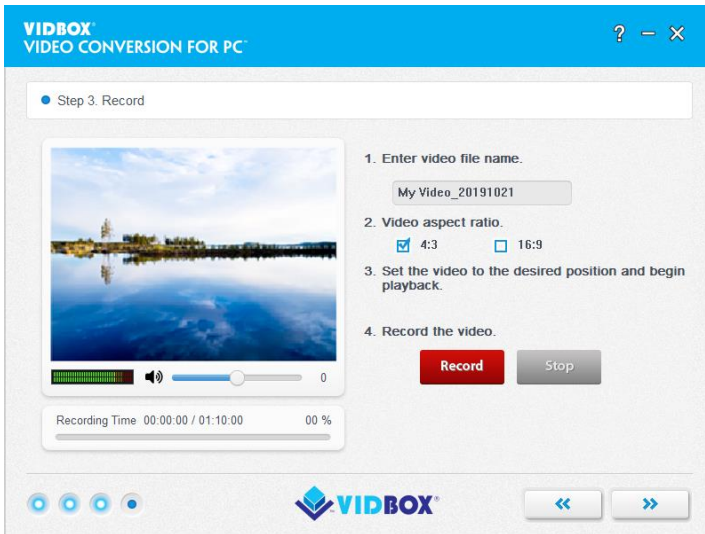 VIDBOX®
VIDEO CONVERSION FOR PC™
? – ×
Step 3. Record
1. Enter video file name.
My Video_20191021
2. Video aspect ratio.
4:3 16:9
3. Set the video to the desired position and begin
playback.
4. Record the video.
Record Stop
0
Recording Time 00:00:00 / 01:10:00 00 %
VIDBOX®